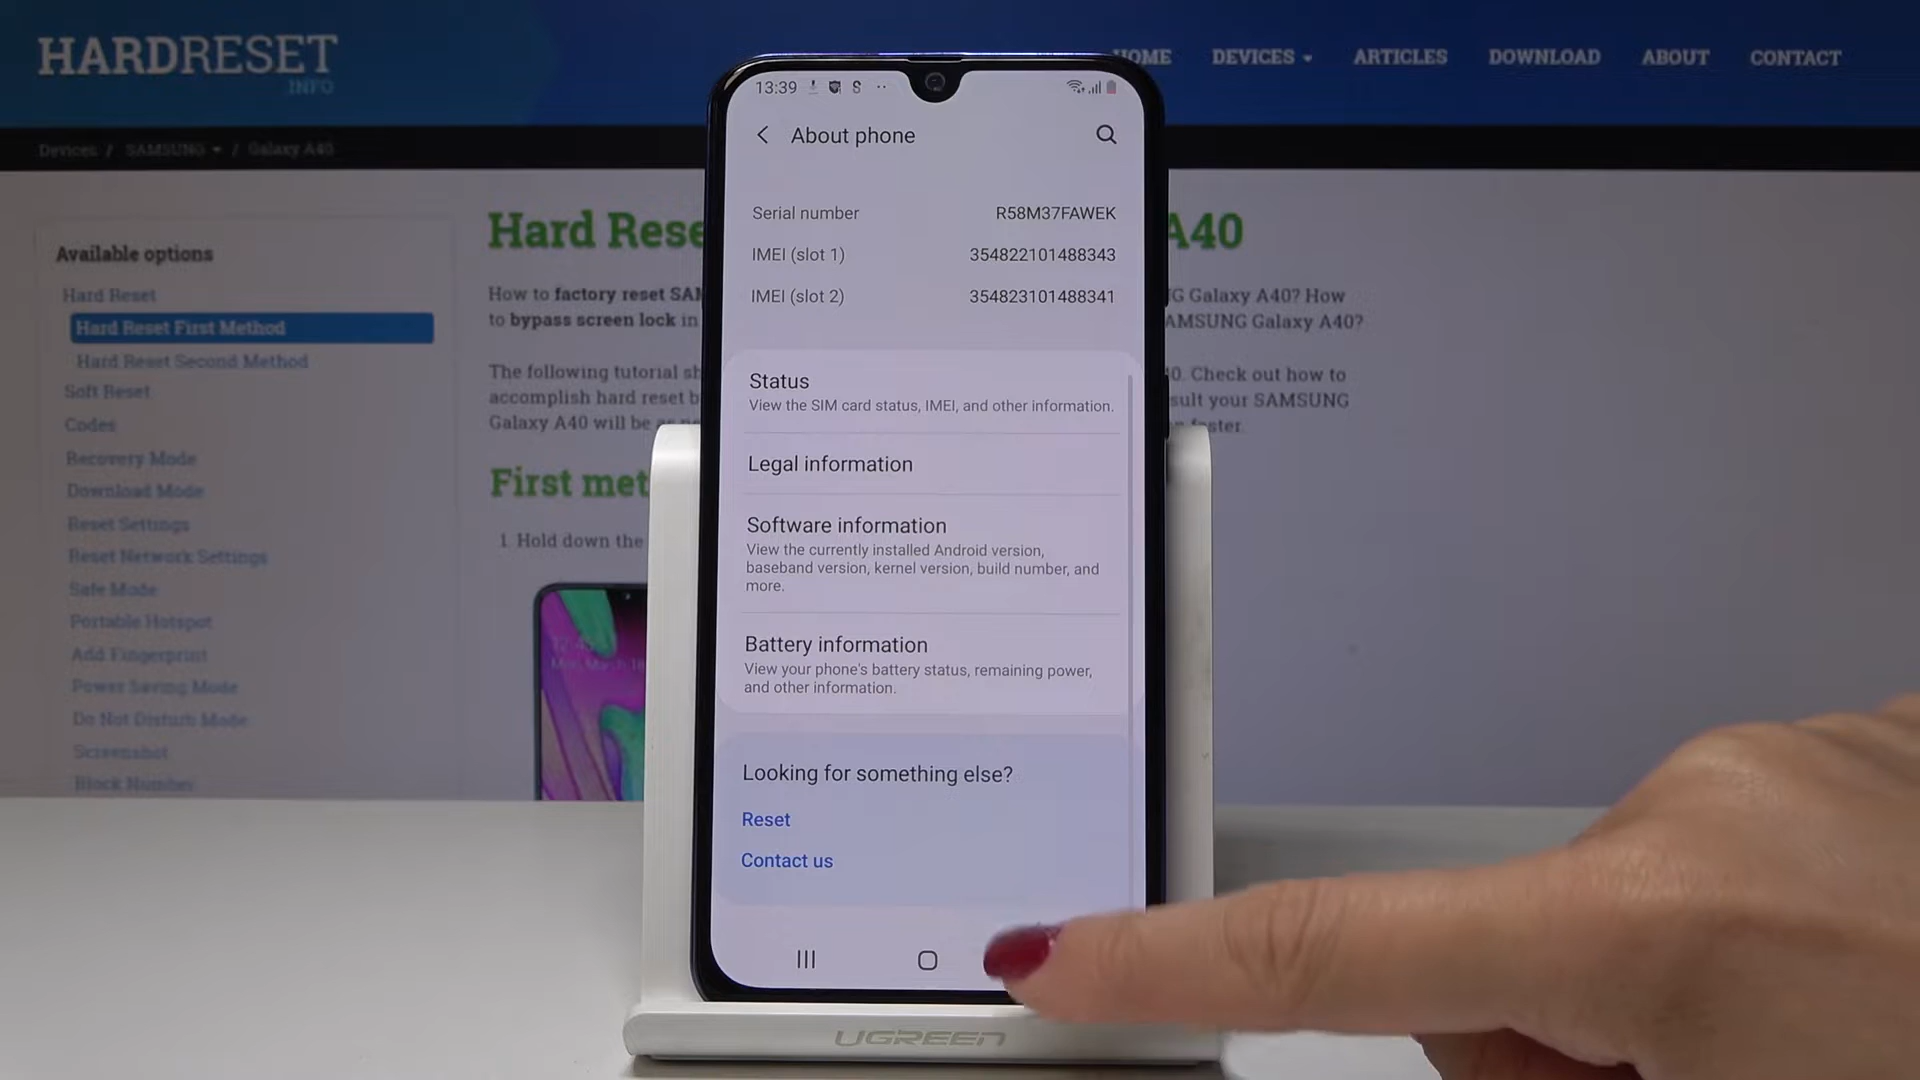 HARDRESET
INFO
HOME
DEVICES
ARTICLES
DOWNLOAD
ABOUT
CONTACT
Devices / SAMSUNG / Galaxy A40
Available options
Hard Reset
Hard Reset First Method
Hard Reset Second Method
Soft Reset
Codes
Recovery Mode
Download Mode
Reset Settings
Reset Network Settings
Safe Mode
Portable Hotspot
Add Fingerprint
Power Saving Mode
Do Not Disturb Mode
Screenshot
Block Number
Hard Rese
A40
How to factory reset SAM
G Galaxy A40? How
to bypass screen lock in
AMSUNG Galaxy A40?
The following tutorial sh
0. Check out how to
accomplish hard reset b
sult your SAMSUNG
Galaxy A40 will be as
faster.
First met
1. Hold down the
13:39
About phone
Serial number R58M37FAWEK
IMEI (slot 1) 354822101488343
IMEI (slot 2) 354823101488341
Status
View the SIM card status, IMEI, and other information.
Legal information
Software information
View the currently installed Android version,
baseband version, kernel version, build number, and
more.
Battery information
View your phone's battery status, remaining power,
and other information.
Looking for something else?
Reset
Contact us
UGREEN